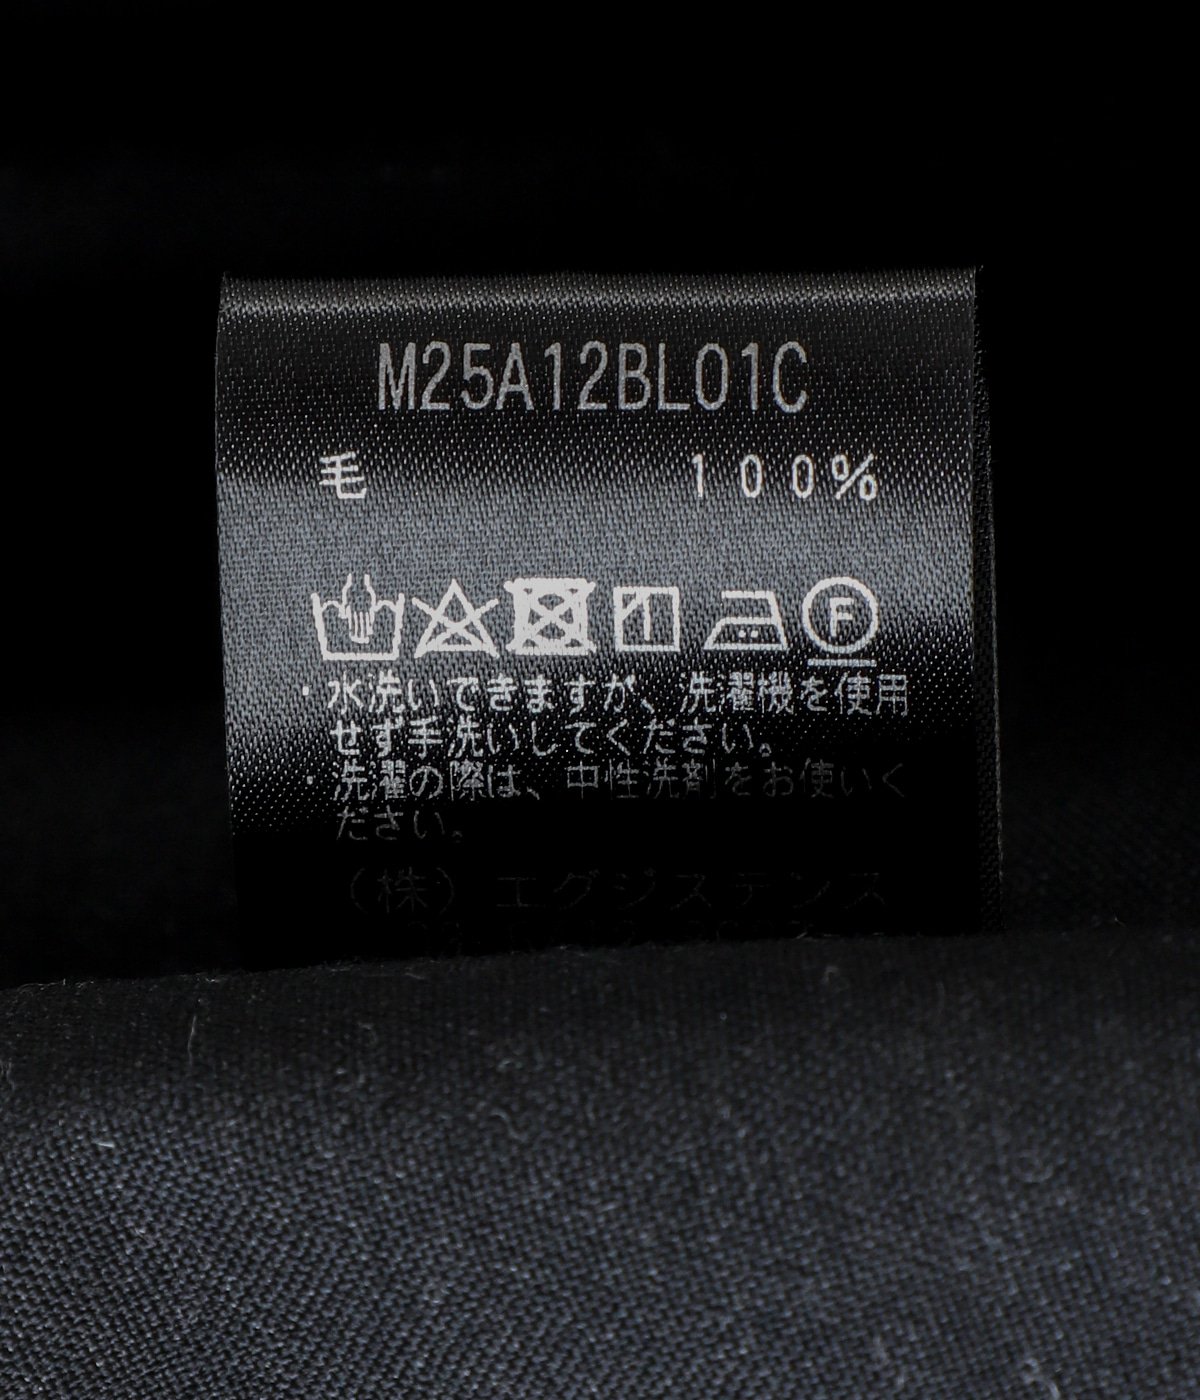 M25A12BL01C
毛 100%
F
・水洗いできますが、洗濯機を使用
せず手洗いしてください。
・洗濯の際は、中性洗剤をお使いく
ださい。
(株) エグジステンス